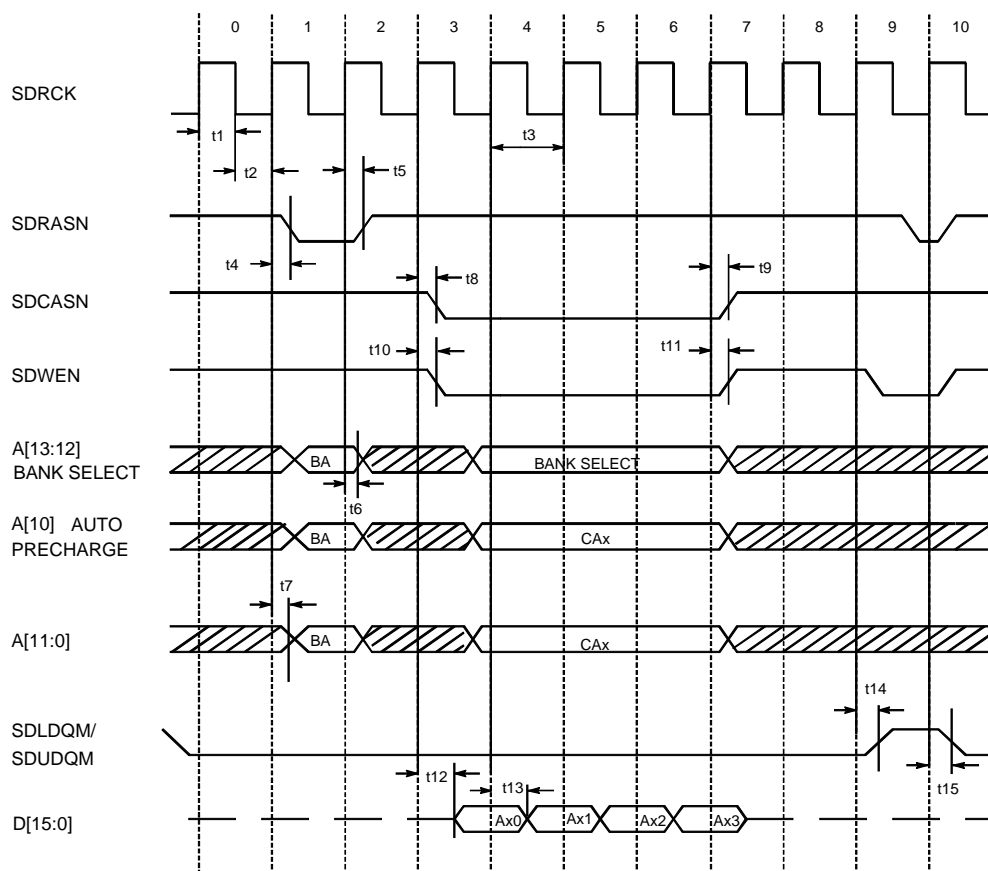 0 1 2 3 4 5 6 7 8 9 10
SDRCK
t1
t3
t2
t5
SDRASN
t4
t8
t9
SDCASN
t10
t11
SDWEN
A[13:12]
BANK SELECT
BA
BANK SELECT
t6
A[10] AUTO
PRECHARGE
BA
CAx
t7
A[11:0]
BA
CAx
t14
SDLDQM/
SDUDQM
t12
t13
t15
D[15:0]
Ax0 Ax1 Ax2 Ax3